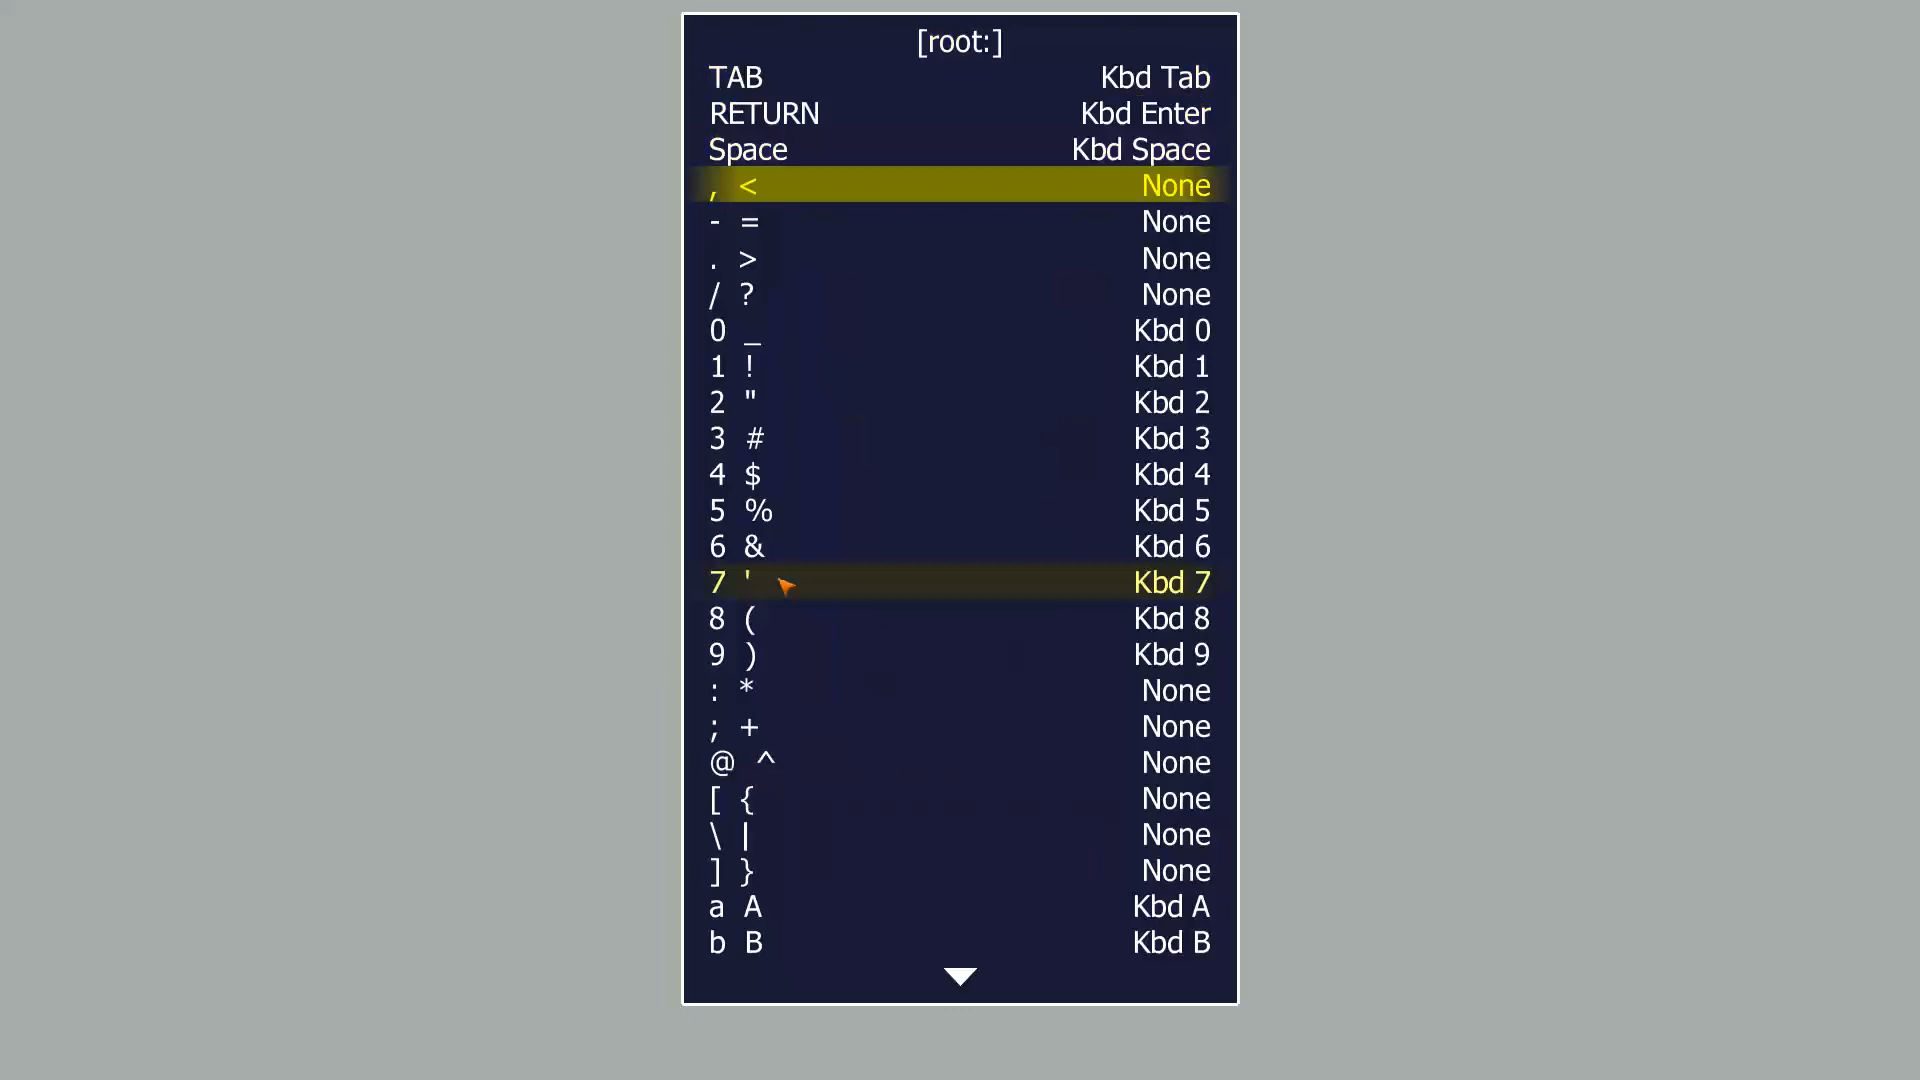 [root:]
TAB Kbd Tab
RETURN Kbd Enter
Space Kbd Space
, < None
- = None
. > None
/ ? None
0 _ Kbd 0
1 ! Kbd 1
2 " Kbd 2
3 # Kbd 3
4 $ Kbd 4
5 % Kbd 5
6 & Kbd 6
7 ' Kbd 7
8 ( Kbd 8
9 ) Kbd 9
: * None
; + None
@ ^ None
[ { None
\ | None
] } None
a A Kbd A
b B Kbd B